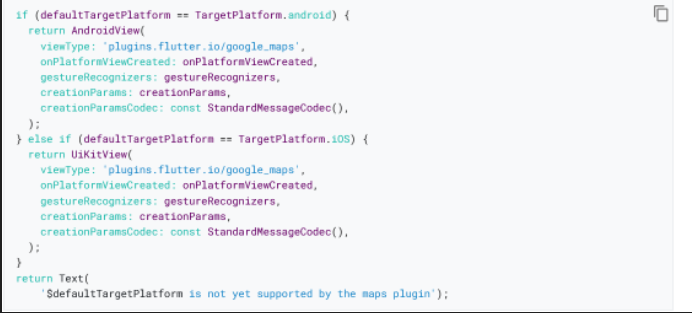 if (defaultTargetPlatform == TargetPlatform.android) {
return AndroidView(
viewType: 'plugins.flutter.io/google_maps',
onPlatformViewCreated: onPlatformViewCreated,
gestureRecognizers: gestureRecognizers,
creationParams: creationParams,
creationParamsCodec: const StandardMessageCodec(),
);
} else if (defaultTargetPlatform == TargetPlatform.iOS) {
return UiKitView(
viewType: 'plugins.flutter.io/google_maps',
onPlatformViewCreated: onPlatformViewCreated,
gestureRecognizers: gestureRecognizers,
creationParams: creationParams,
creationParamsCodec: const StandardMessageCodec(),
);
}
return Text(
'$defaultTargetPlatform is not yet supported by the maps plugin');